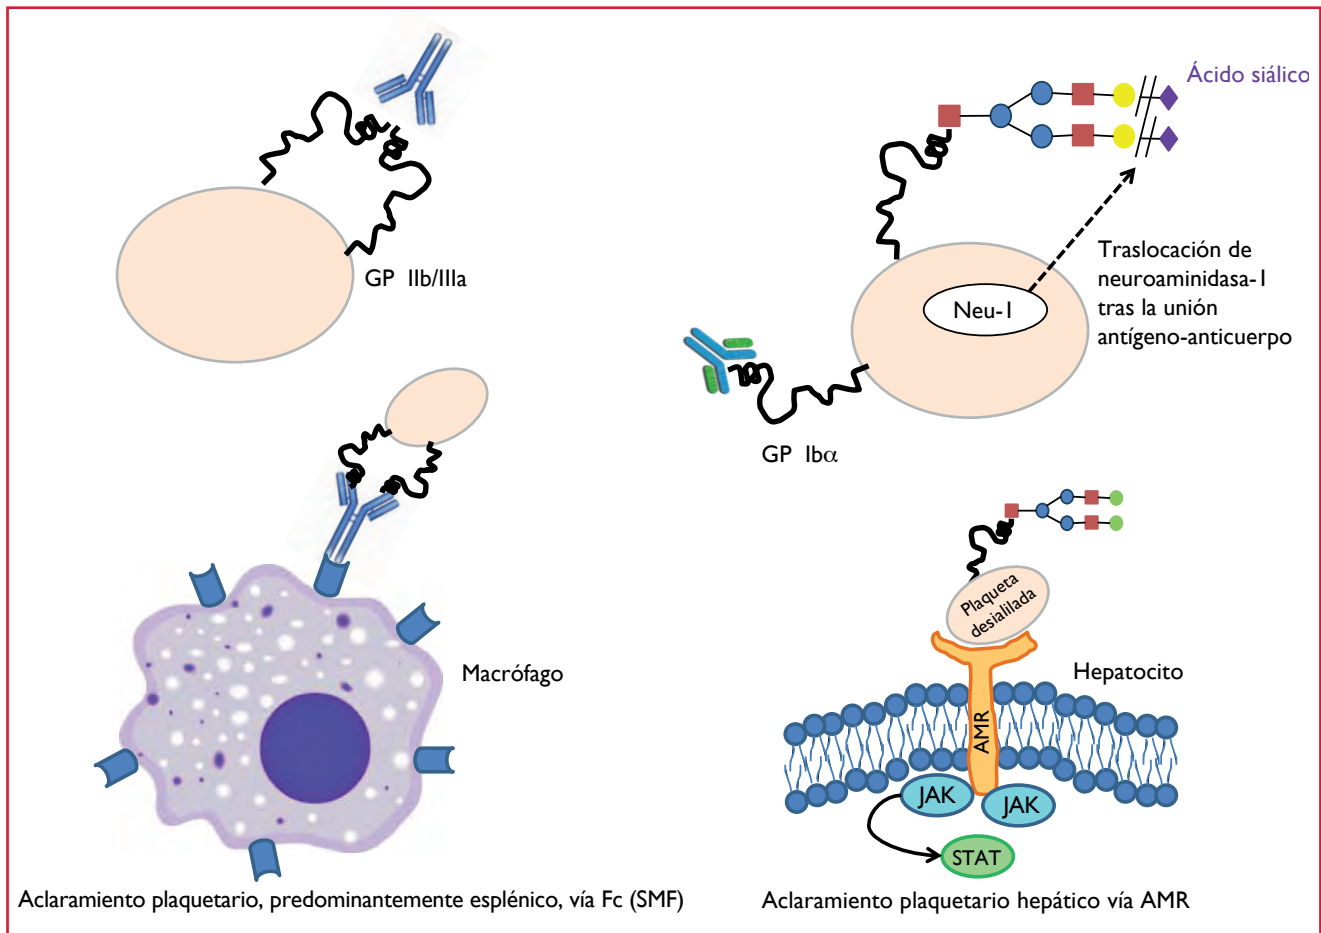 Ácido siálico
GP IIb/IIIa
Neu-1
Traslocación de
neuroaminidasa-1
tras la unión
antígeno-anticuerpo
GP Ibα
Macrófago
Plaqueta
desialilada
Hepatocito
AMR
JAK
JAK
STAT
Aclaramiento plaquetario, predominantemente esplénico, vía Fc (SMF)
Aclaramiento plaquetario hepático vía AMR